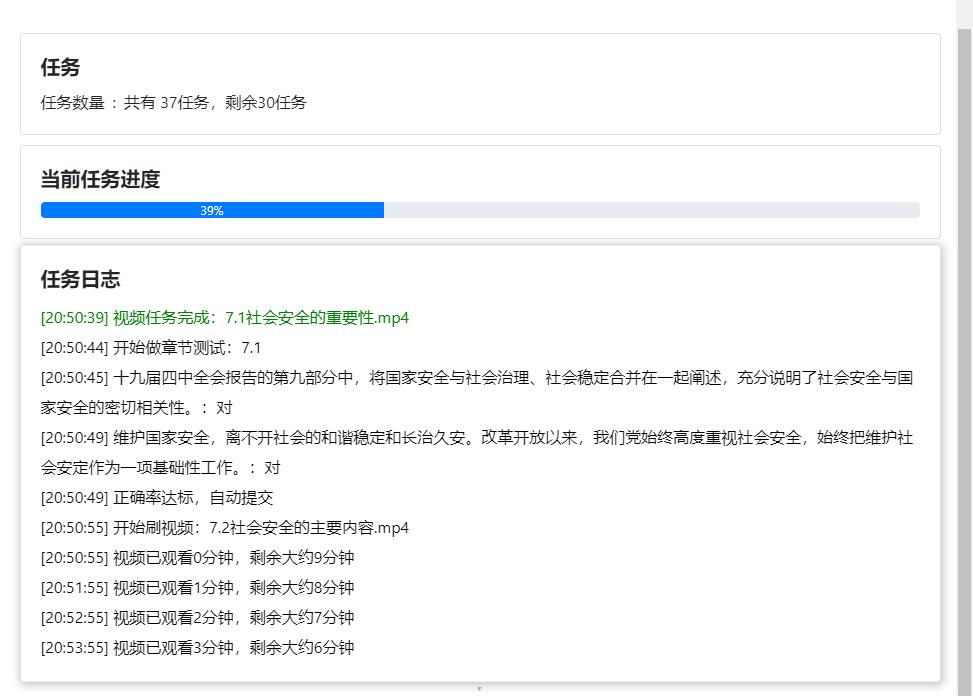 任务
任务数量 ：共有 37任务，剩余30任务
当前任务进度
39%
任务日志
[20:50:39] 视频任务完成：7.1社会安全的重要性.mp4
[20:50:44] 开始做章节测试：7.1
[20:50:45] 十九届四中全会报告的第九部分中，将国家安全与社会治理、社会稳定合并在一起阐述，充分说明了社会安全与国
家安全的密切相关性。：对
[20:50:49] 维护国家安全，离不开社会的和谐稳定和长治久安。改革开放以来，我们党始终高度重视社会安全，始终把维护社
会安定作为一项基础性工作。：对
[20:50:49] 正确率达标，自动提交
[20:50:55] 开始刷视频：7.2社会安全的主要内容.mp4
[20:50:55] 视频已观看0分钟，剩余大约9分钟
[20:51:55] 视频已观看1分钟，剩余大约8分钟
[20:52:55] 视频已观看2分钟，剩余大约7分钟
[20:53:55] 视频已观看3分钟，剩余大约6分钟